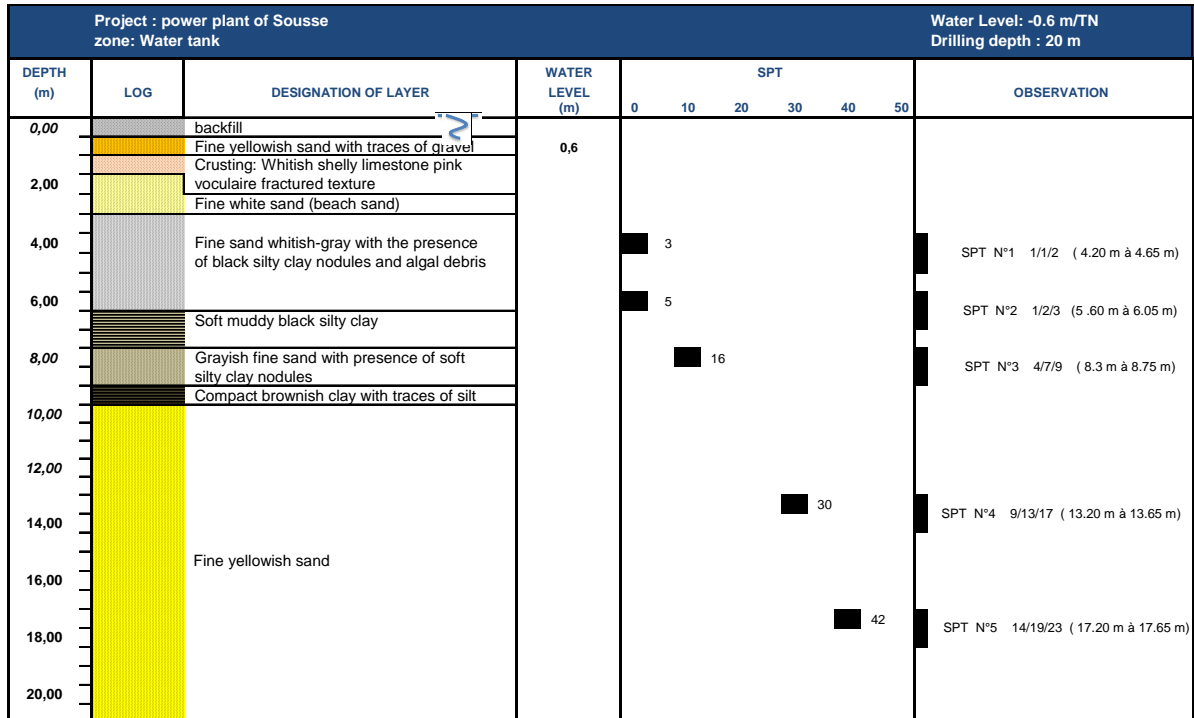 Project : power plant of Sousse
zone: Water tank
Water Level: -0.6 m/TN
Drilling depth : 20 m
DEPTH
(m)
LOG
DESIGNATION OF LAYER
WATER
LEVEL
(m)
SPT
0 10 20 30 40 50
OBSERVATION
0,00
backfill
Fine yellowish sand with traces of gravel
0,6
Crusting: Whitish shelly limestone pink
2,00
voculaire fractured texture
Fine white sand (beach sand)
4,00
Fine sand whitish-gray with the presence
of black silty clay nodules and algal debris
3
SPT N°1 1/1/2 ( 4.20 m à 4.65 m)
6,00
5
SPT N°2 1/2/3 (5 .60 m à 6.05 m)
Soft muddy black silty clay
8,00
Grayish fine sand with presence of soft
silty clay nodules
16
SPT N°3 4/7/9 ( 8.3 m à 8.75 m)
Compact brownish clay with traces of silt
10,00
12,00
30
SPT N°4 9/13/17 ( 13.20 m à 13.65 m)
14,00
Fine yellowish sand
16,00
42
SPT N°5 14/19/23 ( 17.20 m à 17.65 m)
18,00
20,00